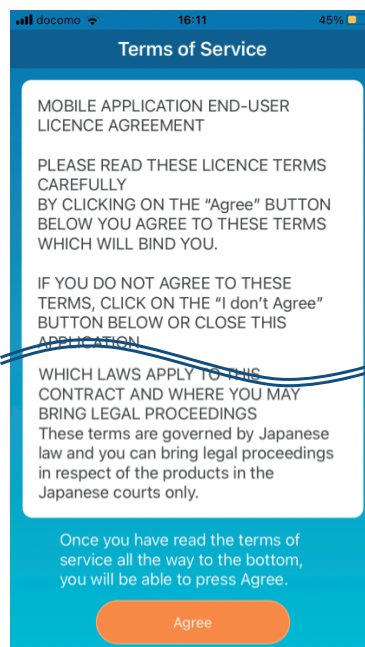 docomo 16:11 45%
Terms of Service
MOBILE APPLICATION END-USER
LICENCE AGREEMENT
PLEASE READ THESE LICENCE TERMS
CAREFULLY
BY CLICKING ON THE “Agree” BUTTON
BELOW YOU AGREE TO THESE TERMS
WHICH WILL BIND YOU.
IF YOU DO NOT AGREE TO THESE
TERMS, CLICK ON THE “I don’t Agree”
BUTTON BELOW OR CLOSE THIS
APPLICATION
WHICH LAWS APPLY TO THIS
CONTRACT AND WHERE YOU MAY
BRING LEGAL PROCEEDINGS
These terms are governed by Japanese
law and you can bring legal proceedings
in respect of the products in the
Japanese courts only.
Once you have read the terms of
service all the way to the bottom,
you will be able to press Agree.
Agree